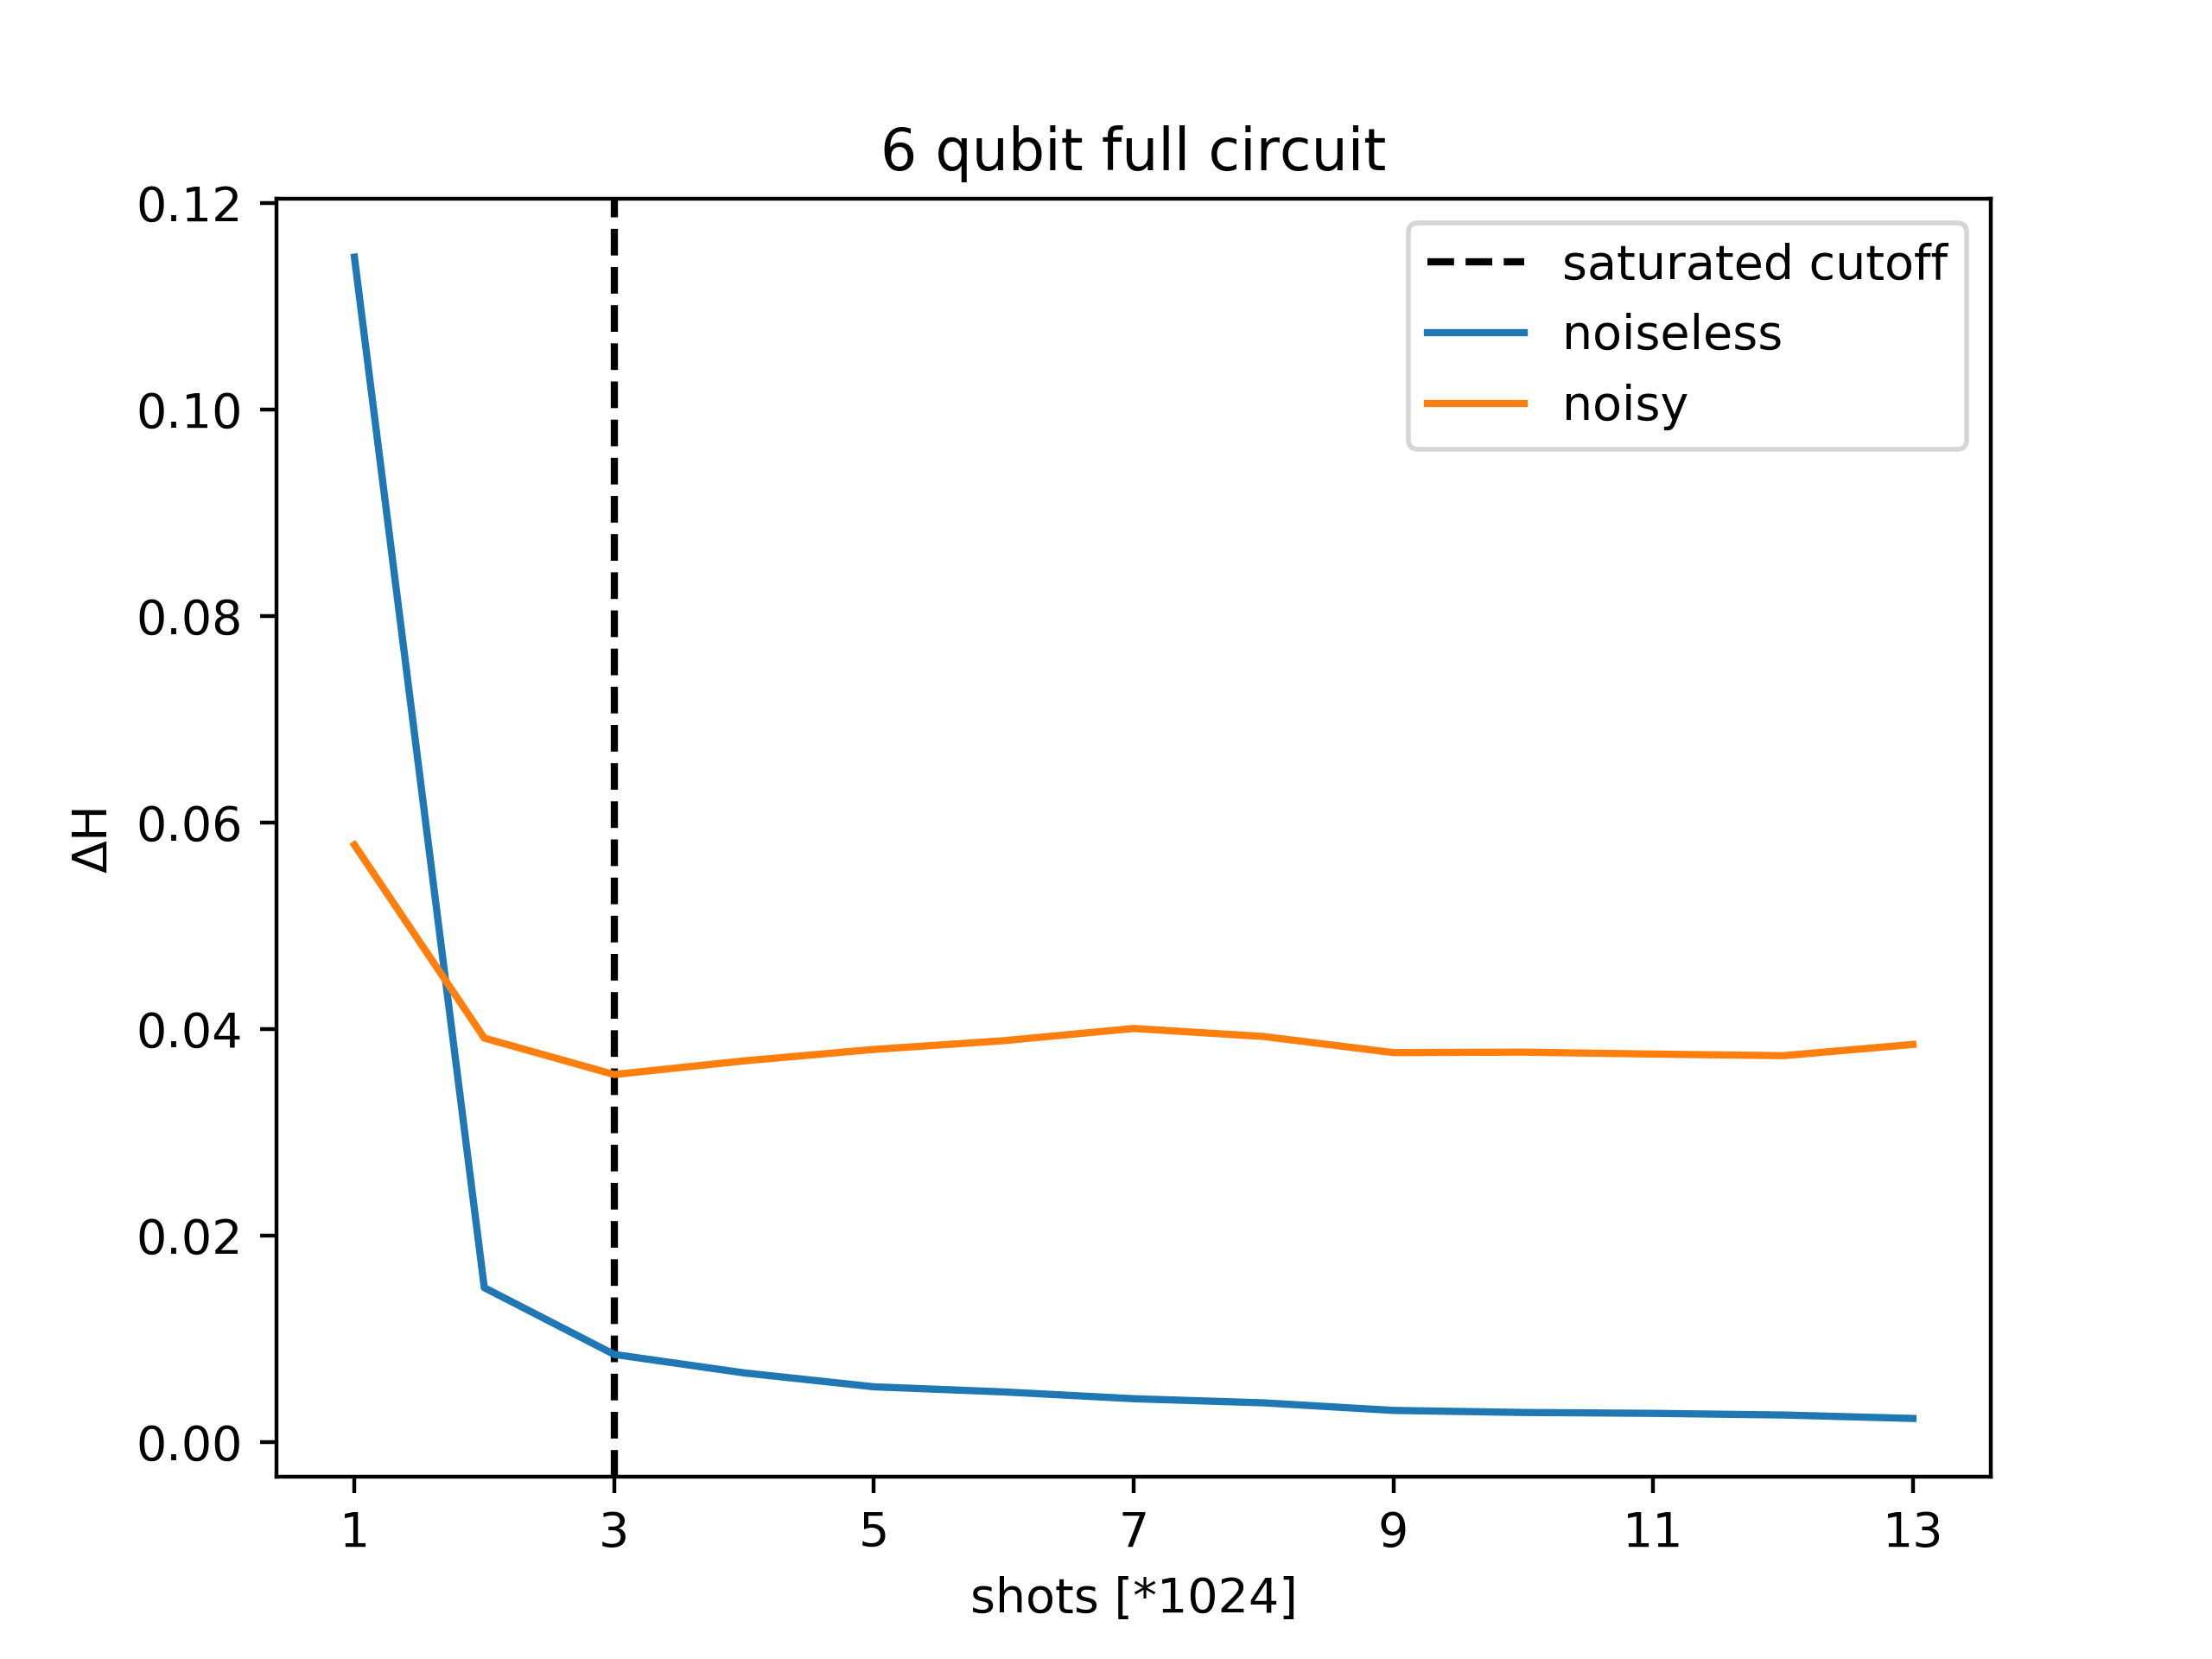 6 qubit full circuit
saturated cutoff
noiseless
noisy
0.12
0.10
0.08
0.06
0.04
0.02
0.00
ΔH
1 3 5 7 9 11 13
shots [*1024]